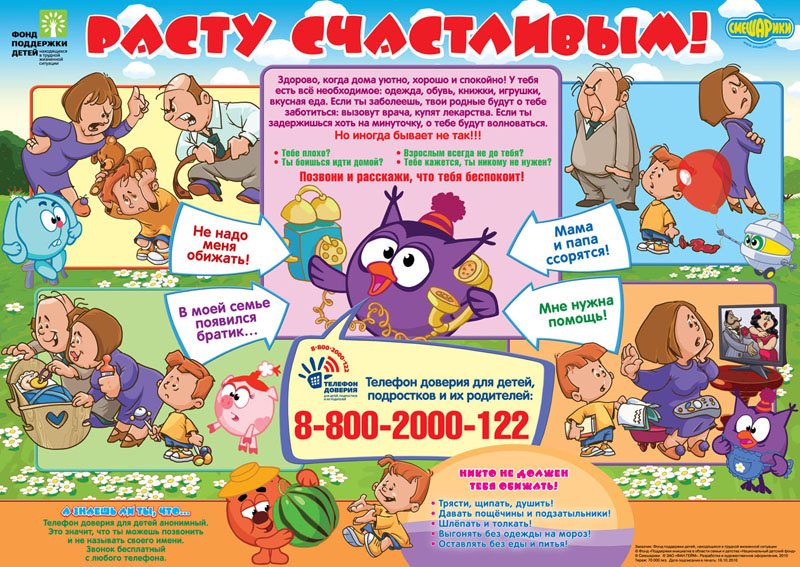 ФОНД
ПОДДЕРЖКИ
ДЕТЕЙ, находящихся
в трудной
жизненной
ситуации
РАСТУ СЧАСТЛИВЫМ!
СМЕШАРИКИ
Здорово, когда дома уютно, хорошо и спокойно! У тебя
есть всё необходимое: одежда, обувь, книжки, игрушки,
вкусная еда. Если ты заболеешь, твои родные будут о тебе
заботиться: вызовут врача, купят лекарства. Если ты
задержишься хоть на минуточку, о тебе будут волноваться.
Но иногда бывает не так!!!
• Тебе плохо?
• Ты боишься идти домой?
• Взрослым всегда не до тебя?
• Тебе кажется, ты никому не нужен?
Позвони и расскажи, что тебя беспокоит!
Не надо
меня
обижать!
Мама
и папа
ссорятся!
В моей семье
появился
братик...
Мне нужна
помощь!
8-800-2000-122
ТЕЛЕФОН
ДОВЕРИЯ
для детей, подростков
и их родителей
Телефон доверия для детей,
подростков и их родителей:
8-800-2000-122
А ЗНАЕШЬ ЛИ ТЫ, ЧТО...
Телефон доверия для детей анонимный.
Это значит, что ты можешь позвонить
и не называть своего имени.
Звонок бесплатный
с любого телефона.
НИКТО НЕ ДОЛЖЕН
ТЕБЯ ОБИЖАТЬ!
• Трясти, щипать, душить!
• Давать пощёчины и подзатыльники!
• Шлёпать и толкать!
• Выгонять без одежды на мороз!
• Оставлять без еды и питья!
Заказчик: Фонд поддержки детей, находящихся в трудной жизненной ситуации